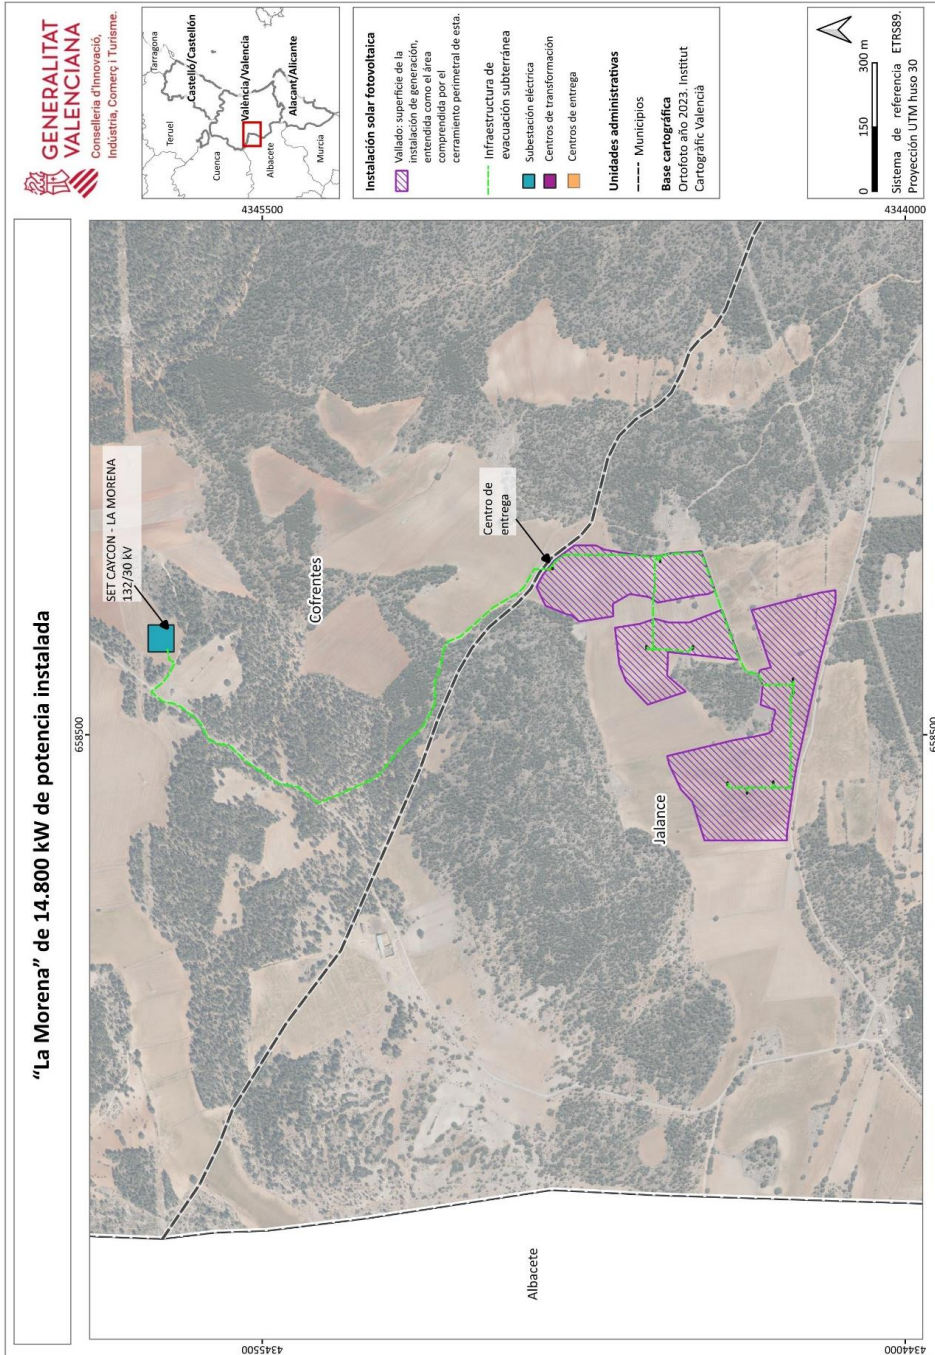 "La Morena" de 14.800 kW de potencia instalada
GENERALITAT
VALENCIANA
Conselleria d'Innovació,
Indústria, Comerç i Turisme.
Tarragona
Teruel
Castelló/Castellón
Cuenca
València/Valencia
Albacete
Alacant/Alicante
Murcia
Instalación solar fotovoltaica
Vallado: superficie de la
instalación de generación,
entendida como el área
comprendida por el
cerramiento perimetral de esta.
Infraestructura de
evacuación subterránea
Subestación eléctrica
Centros de transformación
Centros de entrega
Unidades administrativas
Municipios
Base cartográfica
Ortofoto año 2023. Institut
Cartogràfic Valencià
0 150 300 m
Sistema de referencia ETRS89.
Proyección UTM huso 30
658500
4345500
4344000
SET CAYCON - LA MORENA
132/30 kV
Cofrentes
Centro de
entrega
Jalance
Albacete
4345500
4344000
658500